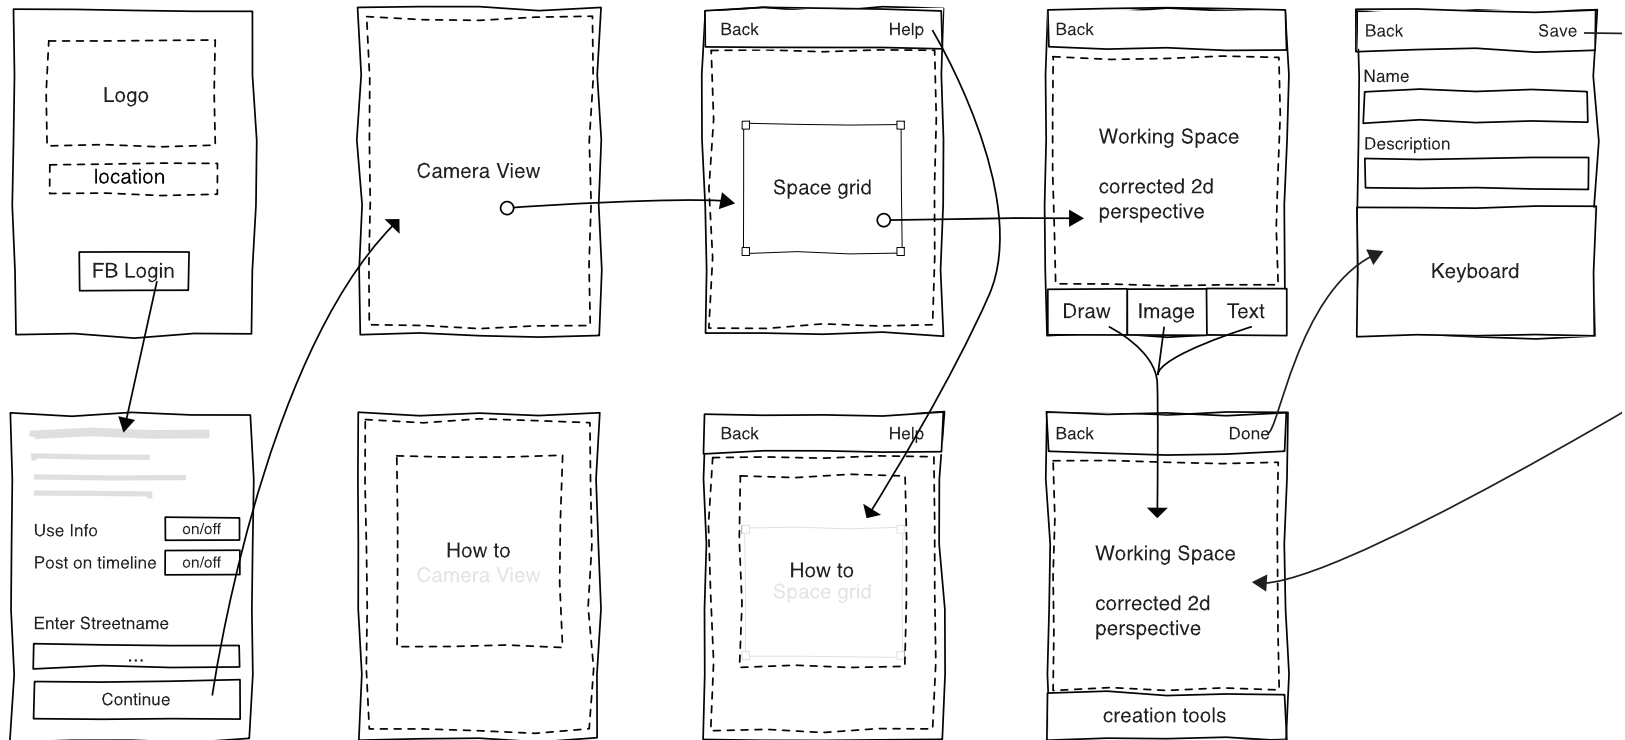 Logo
location
FB Login
Camera View
Back Help
Space grid
Back
Working Space
corrected 2d
perspective
Draw Image Text
Back Save
Name
Description
Keyboard
Use Info on/off
Post on timeline on/off
Enter Streetname
...
Continue
How to
Camera View
Back Help
How to
Space grid
Back Done
Working Space
corrected 2d
perspective
creation tools